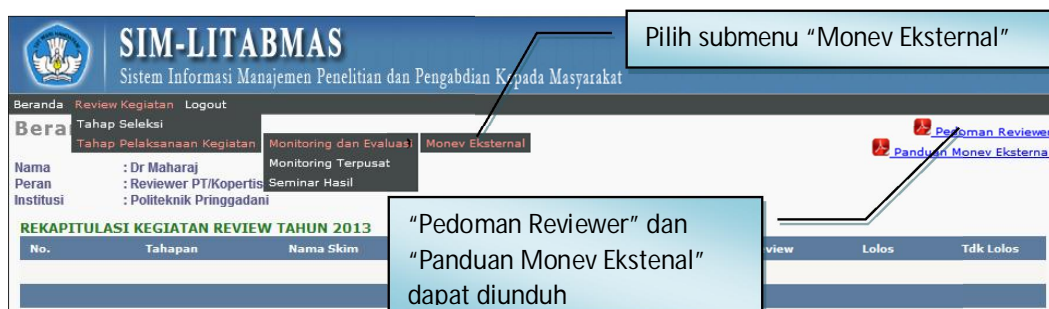 SIM-LITABMAS
Sistem Informasi Manajemen Penelitian dan Pengabdian Kepada Masyarakat
Pilih submenu “Monev Eksternal”
Beranda Review Kegiatan Logout
Bera
Tahap Seleksi
Tahap Pelaksanaan Kegiatan Monitoring dan Evaluasi Monev Eksternal
Monitoring Terpusat
Seminar Hasil
Pedoman Reviewer
Panduan Monev Eksterna
Nama : Dr Maharaj
Peran : Reviewer PT/Kopertis
Institusi : Politeknik Pringgadani
REKAPITULASI KEGIATAN REVIEW TAHUN 2013
No. Tahapan Nama Skim view Lolos Tdk Lolos
“Pedoman Reviewer” dan
“Panduan Monev Ekstenal”
dapat diunduh